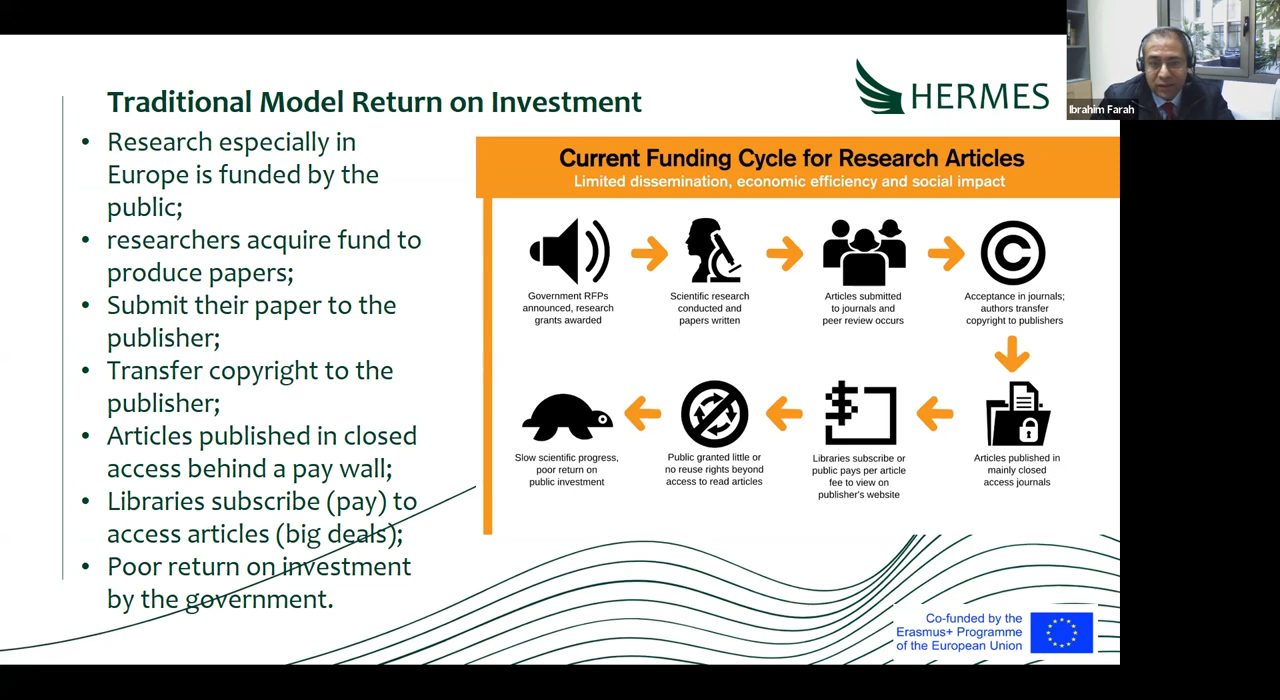 Ibrahim Farah
HERMES
Traditional Model Return on Investment
• Research especially in
Europe is funded by the
public;
• researchers acquire fund to
produce papers;
• Submit their paper to the
publisher;
• Transfer copyright to the
publisher;
• Articles published in closed
access behind a pay wall;
• Libraries subscribe (pay) to
access articles (big deals);
• Poor return on investment
by the government.
Current Funding Cycle for Research Articles
Limited dissemination, economic efficiency and social impact
Government RFPs
announced, research
grants awarded
Scientific research
conducted and
papers written
Articles submitted
to journals and
peer review occurs
C
Acceptance in journals;
authors transfer
copyright to publishers
Articles published in
mainly closed
access journals
Libraries subscribe or
public pays per article
fee to view on
publisher's website
Public granted little or
no reuse rights beyond
access to read articles
Slow scientific progress,
poor return on
public investment
Co-funded by the
Erasmus+ Programme
of the European Union